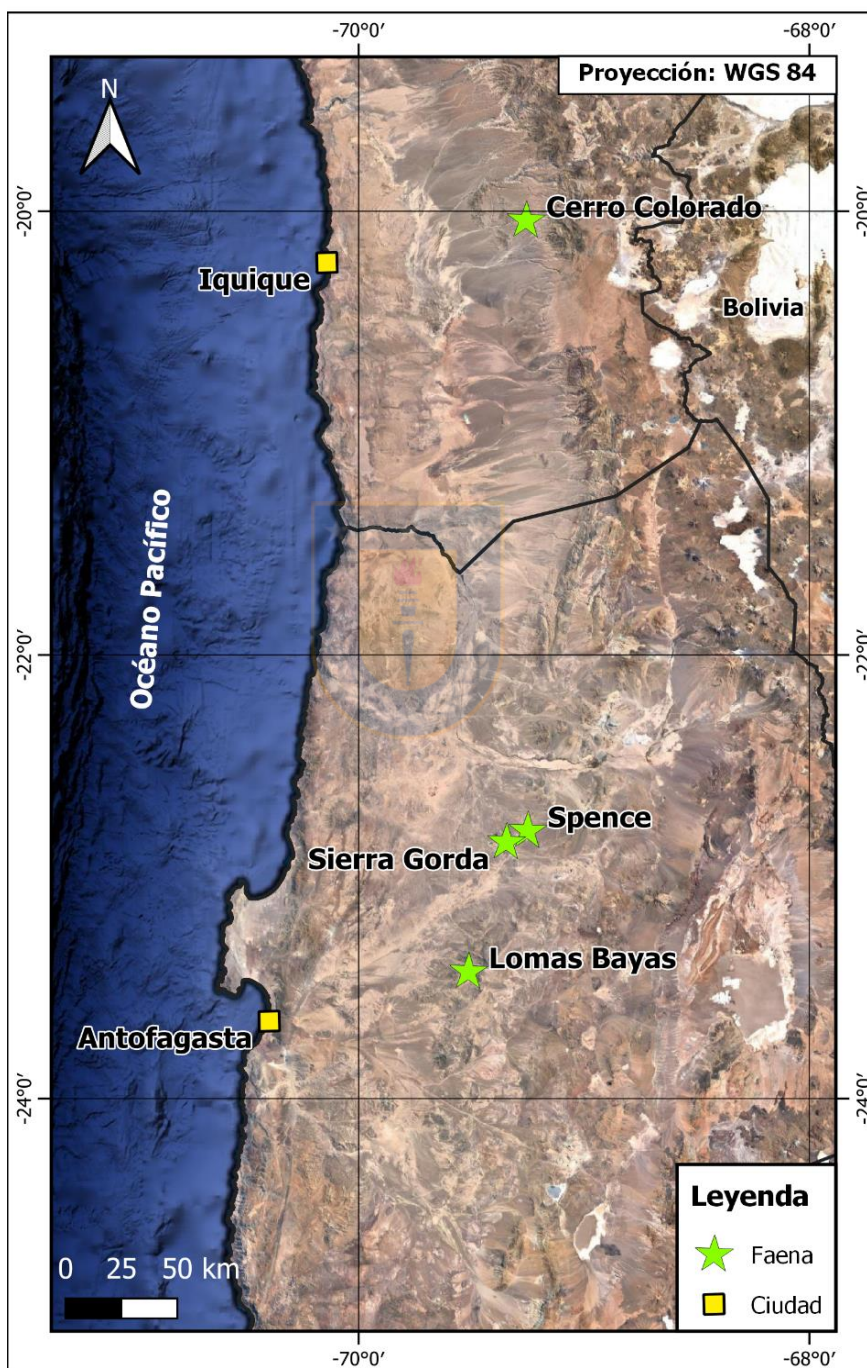 -70°0′ -68°0′
Proyección: WGS 84
N
-20°0′ -20°0′
Cerro Colorado
Iquique
Bolivia
Océano Pacífico
-22°0′ -22°0′
Spence
Sierra Gorda
Lomas Bayas
Antofagasta
-24°0′ -24°0′
Leyenda
Faena
Ciudad
0 25 50 km
-70°0′ -68°0′